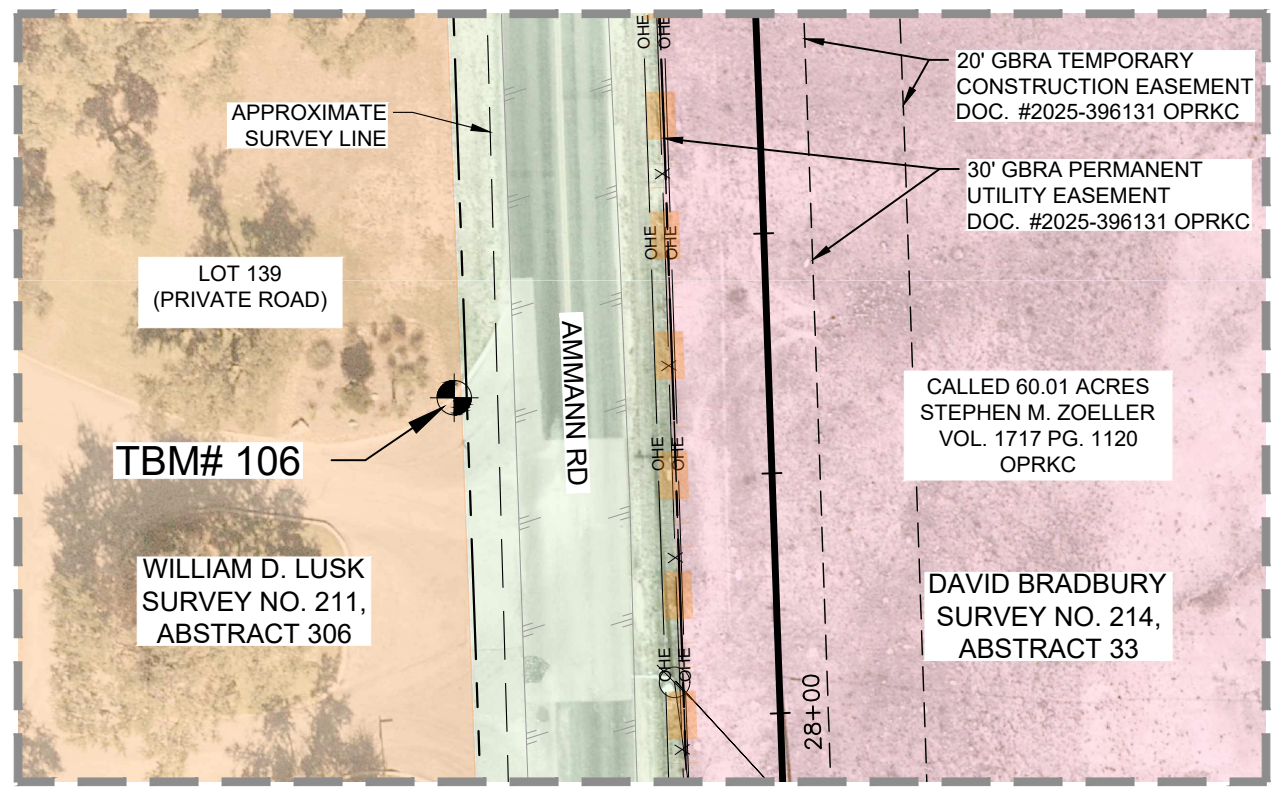 20' GBRA TEMPORARY
CONSTRUCTION EASEMENT
DOC. #2025-396131 OPRKC
APPROXIMATE
SURVEY LINE
30' GBRA PERMANENT
UTILITY EASEMENT
DOC. #2025-396131 OPRKC
OHE
OHE
OHE
OHE
LOT 139
(PRIVATE ROAD)
AMMANN RD
CALLED 60.01 ACRES
STEPHEN M. ZOELLER
VOL. 1717 PG. 1120
OPRKC
TBM# 106
OHE
OHE
WILLIAM D. LUSK
SURVEY NO. 211,
ABSTRACT 306
DAVID BRADBURY
SURVEY NO. 214,
ABSTRACT 33
OHE
OHE
28+00